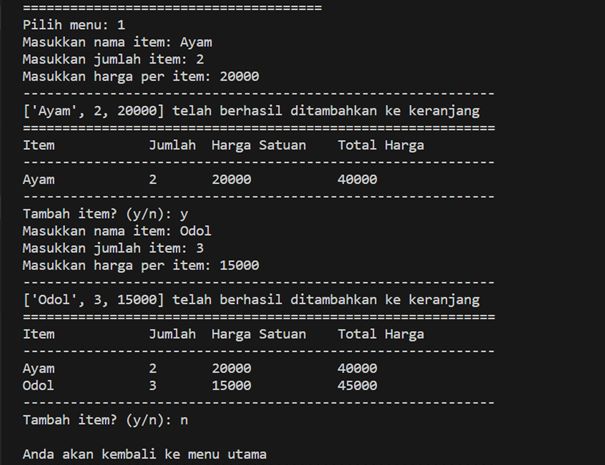 ======================================
Pilih menu: 1
Masukkan nama item: Ayam
Masukkan jumlah item: 2
Masukkan harga per item: 20000
------------------------------------------------------------
['Ayam', 2, 20000] telah berhasil ditambahkan ke keranjang
============================================================
Item            Jumlah  Harga Satuan    Total Harga
------------------------------------------------------------
Ayam            2       20000           40000
------------------------------------------------------------
Tambah item? (y/n): y
Masukkan nama item: Odol
Masukkan jumlah item: 3
Masukkan harga per item: 15000
------------------------------------------------------------
['Odol', 3, 15000] telah berhasil ditambahkan ke keranjang
============================================================
Item            Jumlah  Harga Satuan    Total Harga
------------------------------------------------------------
Ayam            2       20000           40000
Odol            3       15000           45000
------------------------------------------------------------
Tambah item? (y/n): n

Anda akan kembali ke menu utama